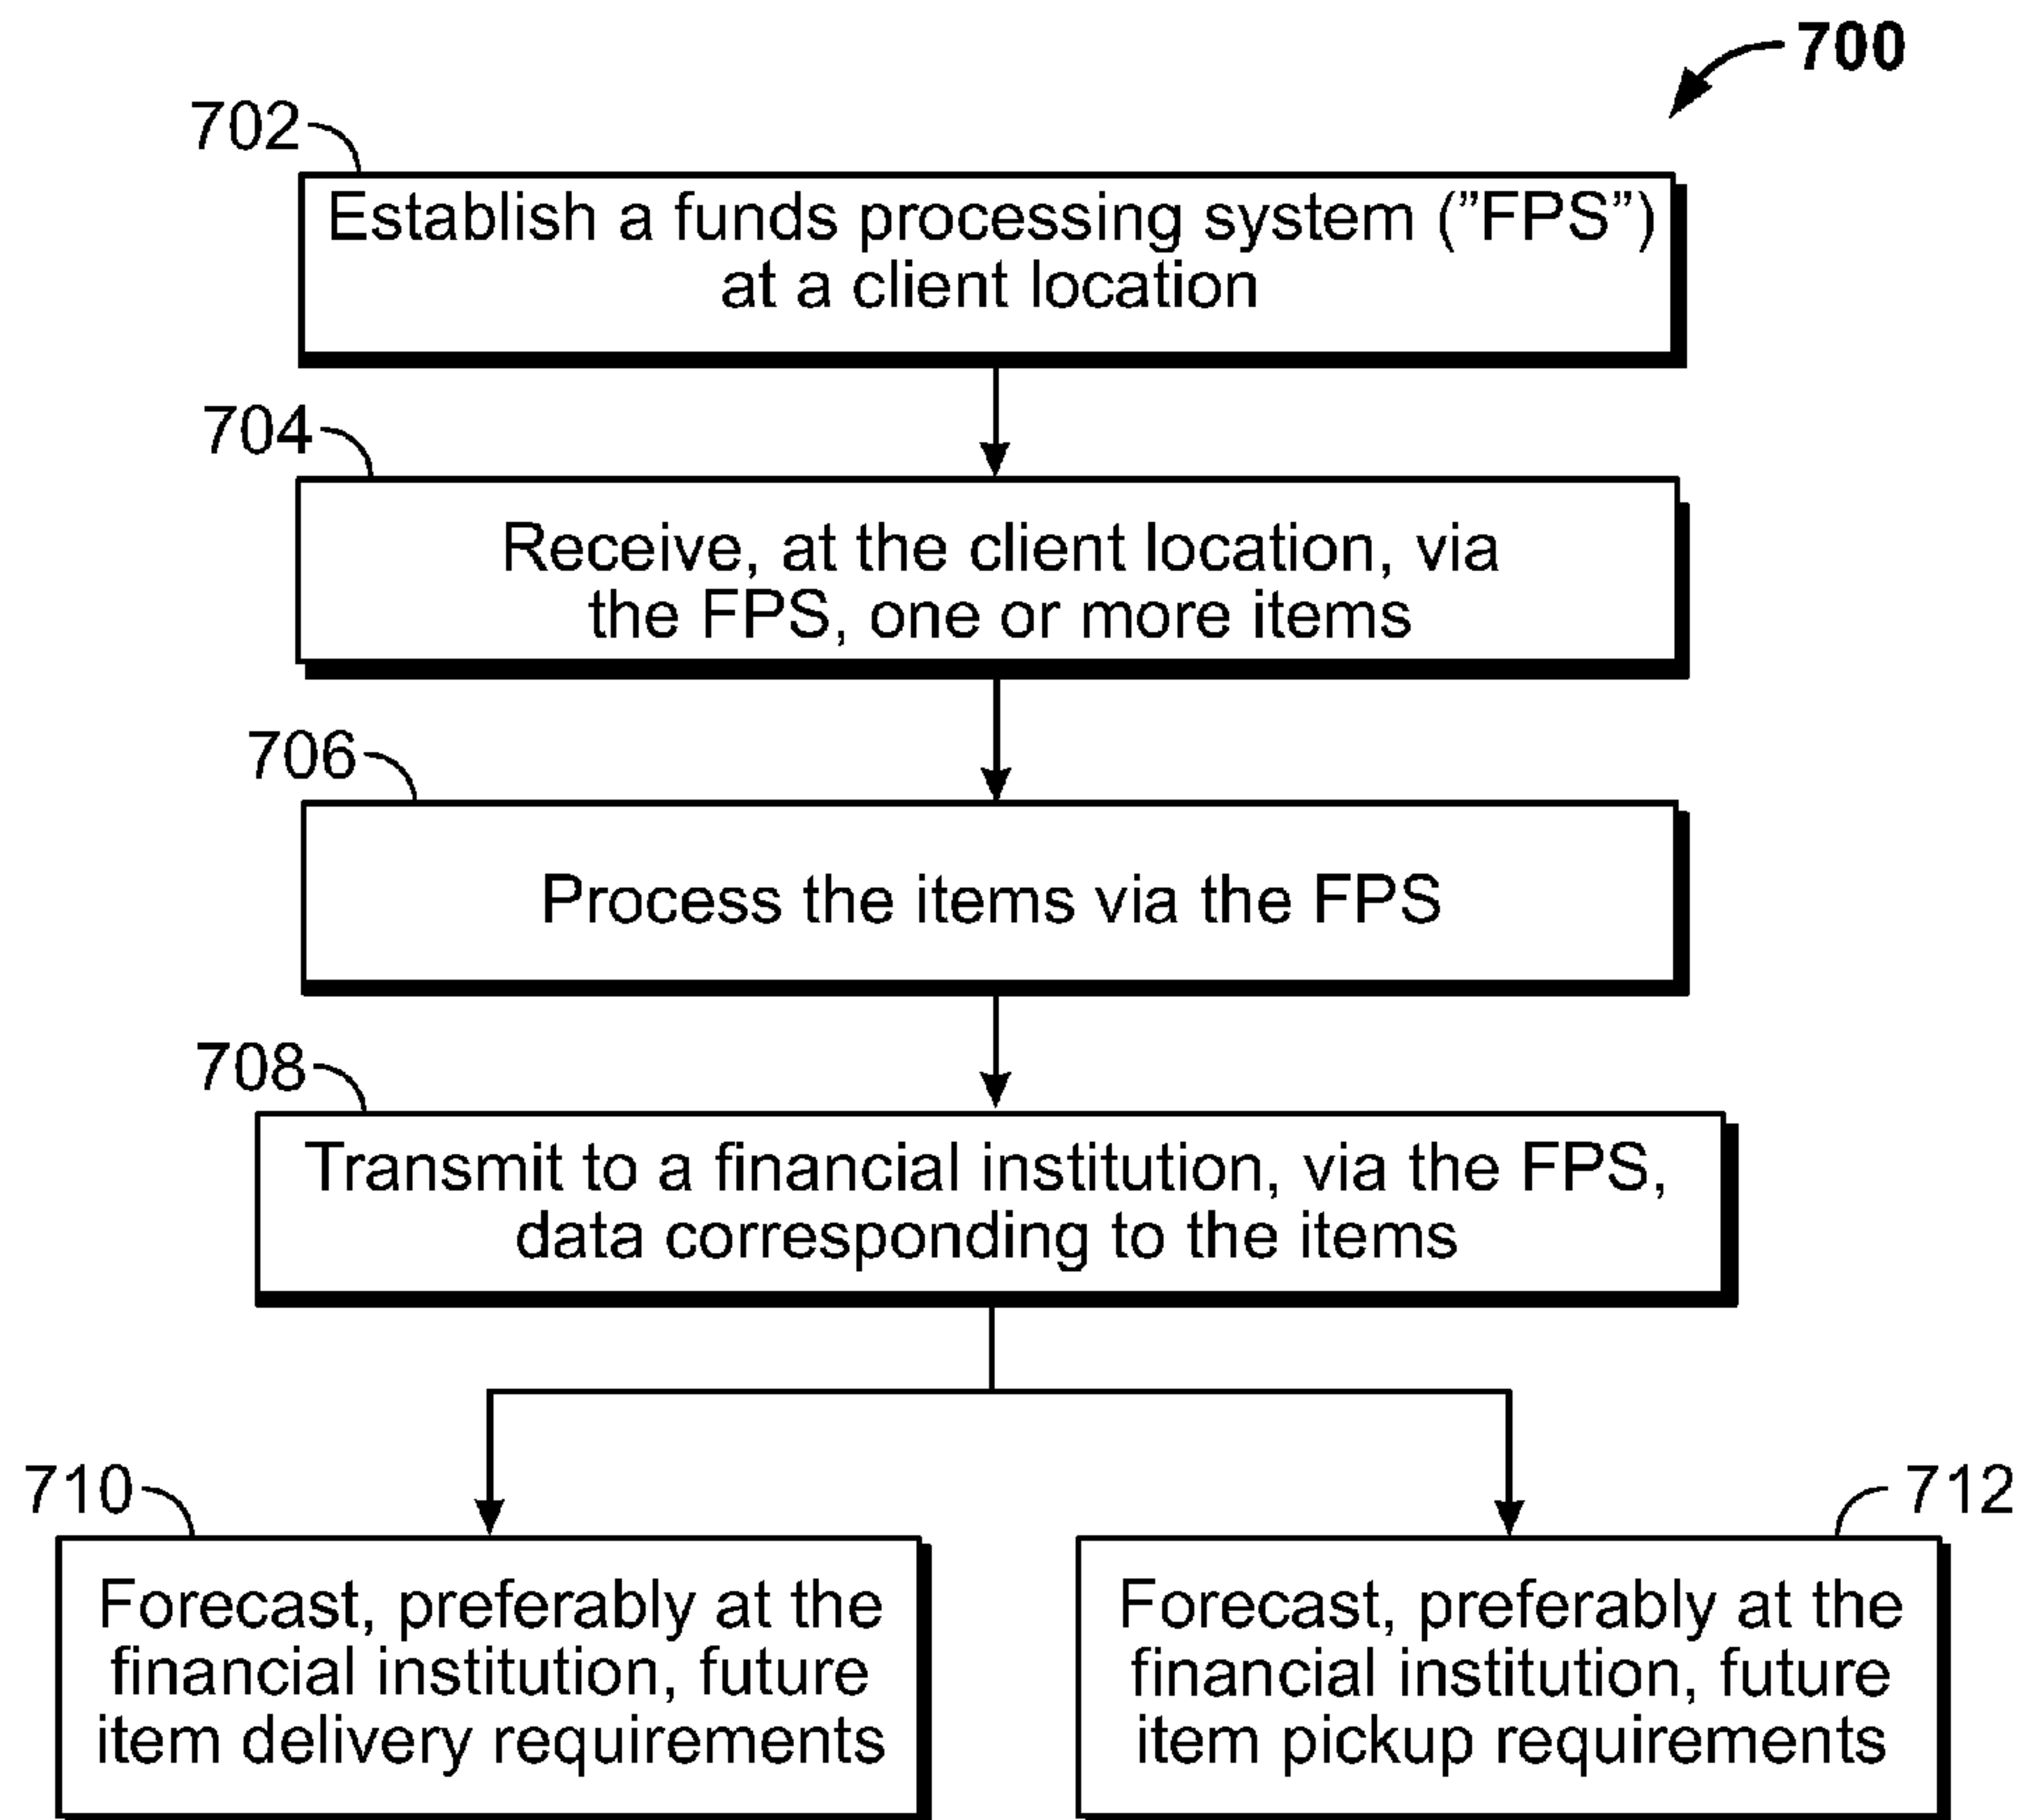 700
702
Establish a funds processing system (”FPS”)
at a client location
704
Receive, at the client location, via
the FPS, one or more items
706
Process the items via the FPS
708
Transmit to a financial institution, via the FPS,
data corresponding to the items
710
Forecast, preferably at the
financial institution, future
item delivery requirements
712
Forecast, preferably at the
financial institution, future
item pickup requirements